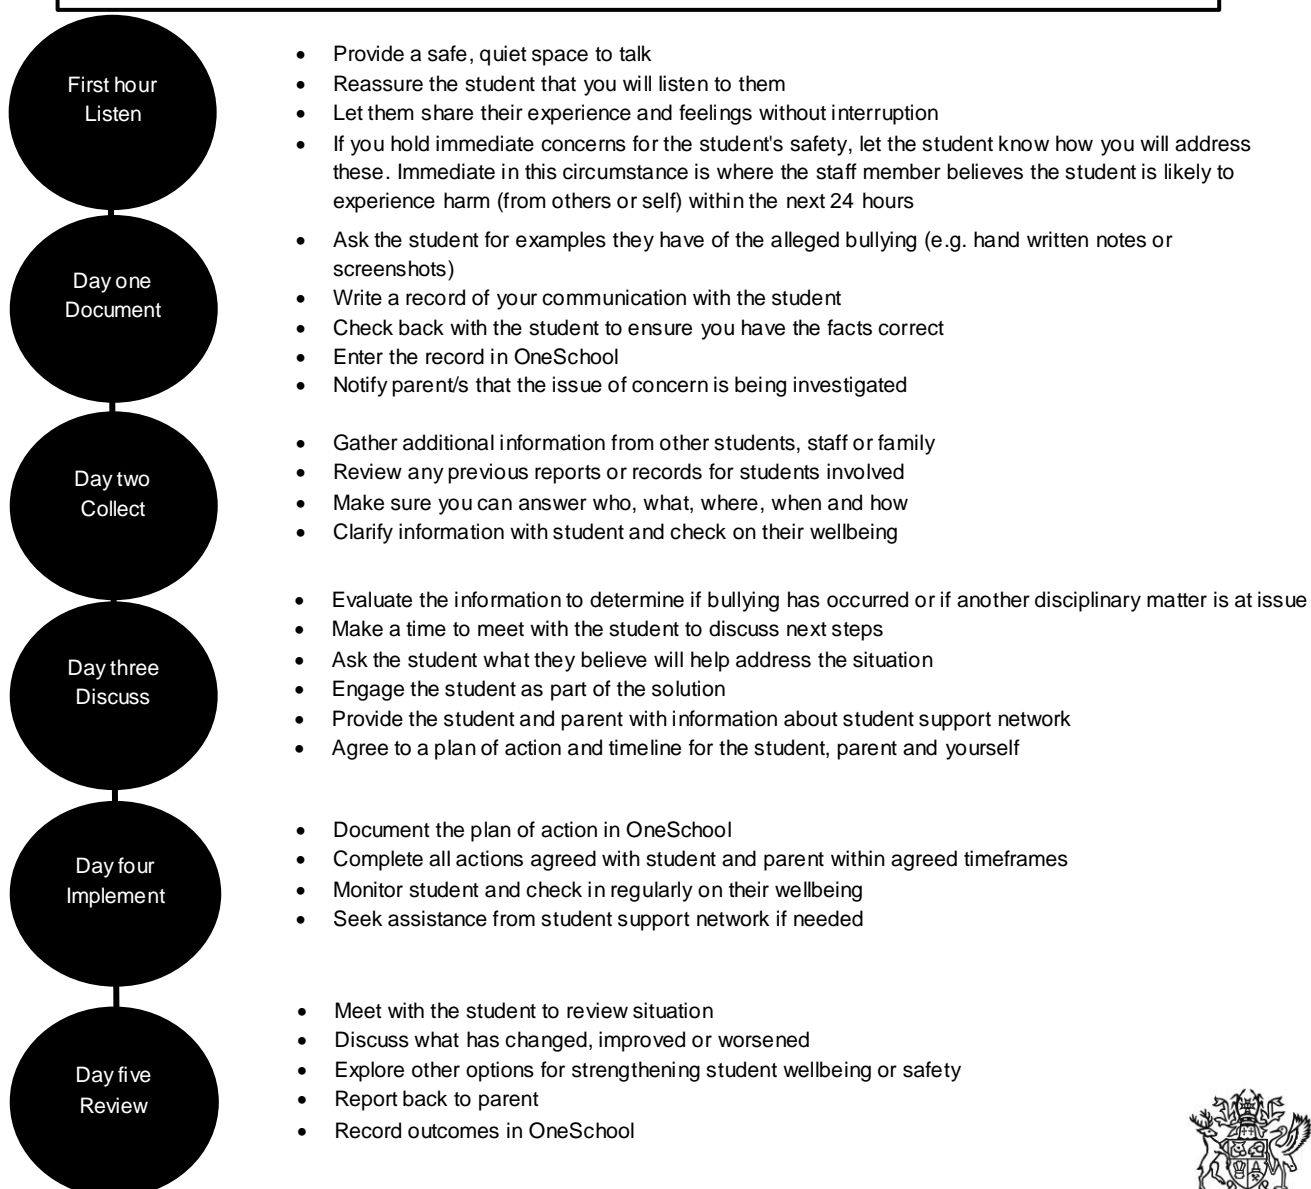 First hour
Listen
• Provide a safe, quiet space to talk
• Reassure the student that you will listen to them
• Let them share their experience and feelings without interruption
• If you hold immediate concerns for the student's safety, let the student know how you will address
these. Immediate in this circumstance is where the staff member believes the student is likely to
experience harm (from others or self) within the next 24 hours
Day one
Document
• Ask the student for examples they have of the alleged bullying (e.g. hand written notes or
screenshots)
• Write a record of your communication with the student
• Check back with the student to ensure you have the facts correct
• Enter the record in OneSchool
• Notify parent/s that the issue of concern is being investigated
Day two
Collect
• Gather additional information from other students, staff or family
• Review any previous reports or records for students involved
• Make sure you can answer who, what, where, when and how
• Clarify information with student and check on their wellbeing
Day three
Discuss
• Evaluate the information to determine if bullying has occurred or if another disciplinary matter is at issue
• Make a time to meet with the student to discuss next steps
• Ask the student what they believe will help address the situation
• Engage the student as part of the solution
• Provide the student and parent with information about student support network
• Agree to a plan of action and timeline for the student, parent and yourself
Day four
Implement
• Document the plan of action in OneSchool
• Complete all actions agreed with student and parent within agreed timeframes
• Monitor student and check in regularly on their wellbeing
• Seek assistance from student support network if needed
Day five
Review
• Meet with the student to review situation
• Discuss what has changed, improved or worsened
• Explore other options for strengthening student wellbeing or safety
• Report back to parent
• Record outcomes in OneSchool